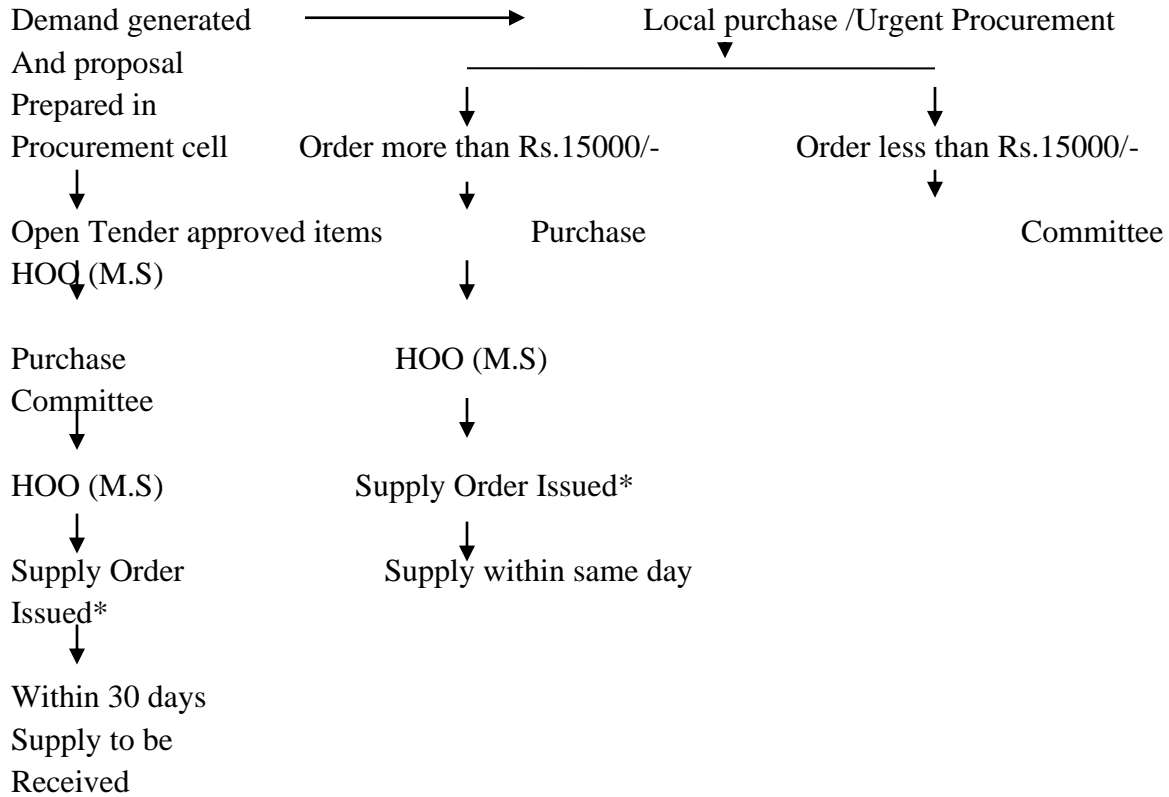 Demand generated Local purchase /Urgent Procurement
And proposal
Prepared in
Procurement cell Order more than Rs.15000/- Order less than Rs.15000/-
Open Tender approved items Purchase Committee
HOO (M.S)
Purchase HOO (M.S)
Committee
HOO (M.S) Supply Order Issued*
Supply Order Supply within same day
Issued*
Within 30 days
Supply to be
Received